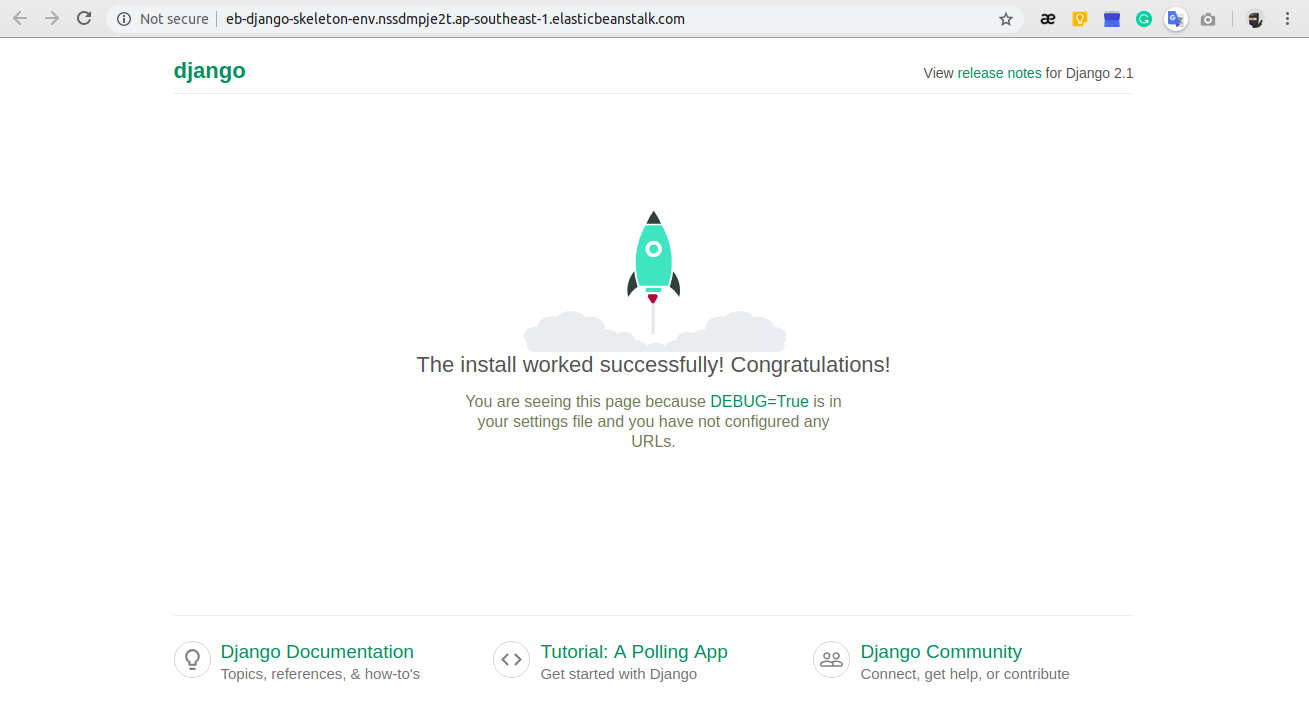 Not secure eb-django-skeleton-env.nssdmpje2t.ap-southeast-1.elasticbeanstalk.com
django
View release notes for Django 2.1
The install worked successfully! Congratulations!
You are seeing this page because DEBUG=True is in
your settings file and you have not configured any
URLs.
Django Documentation
Topics, references, & how-to's
Tutorial: A Polling App
Get started with Django
Django Community
Connect, get help, or contribute